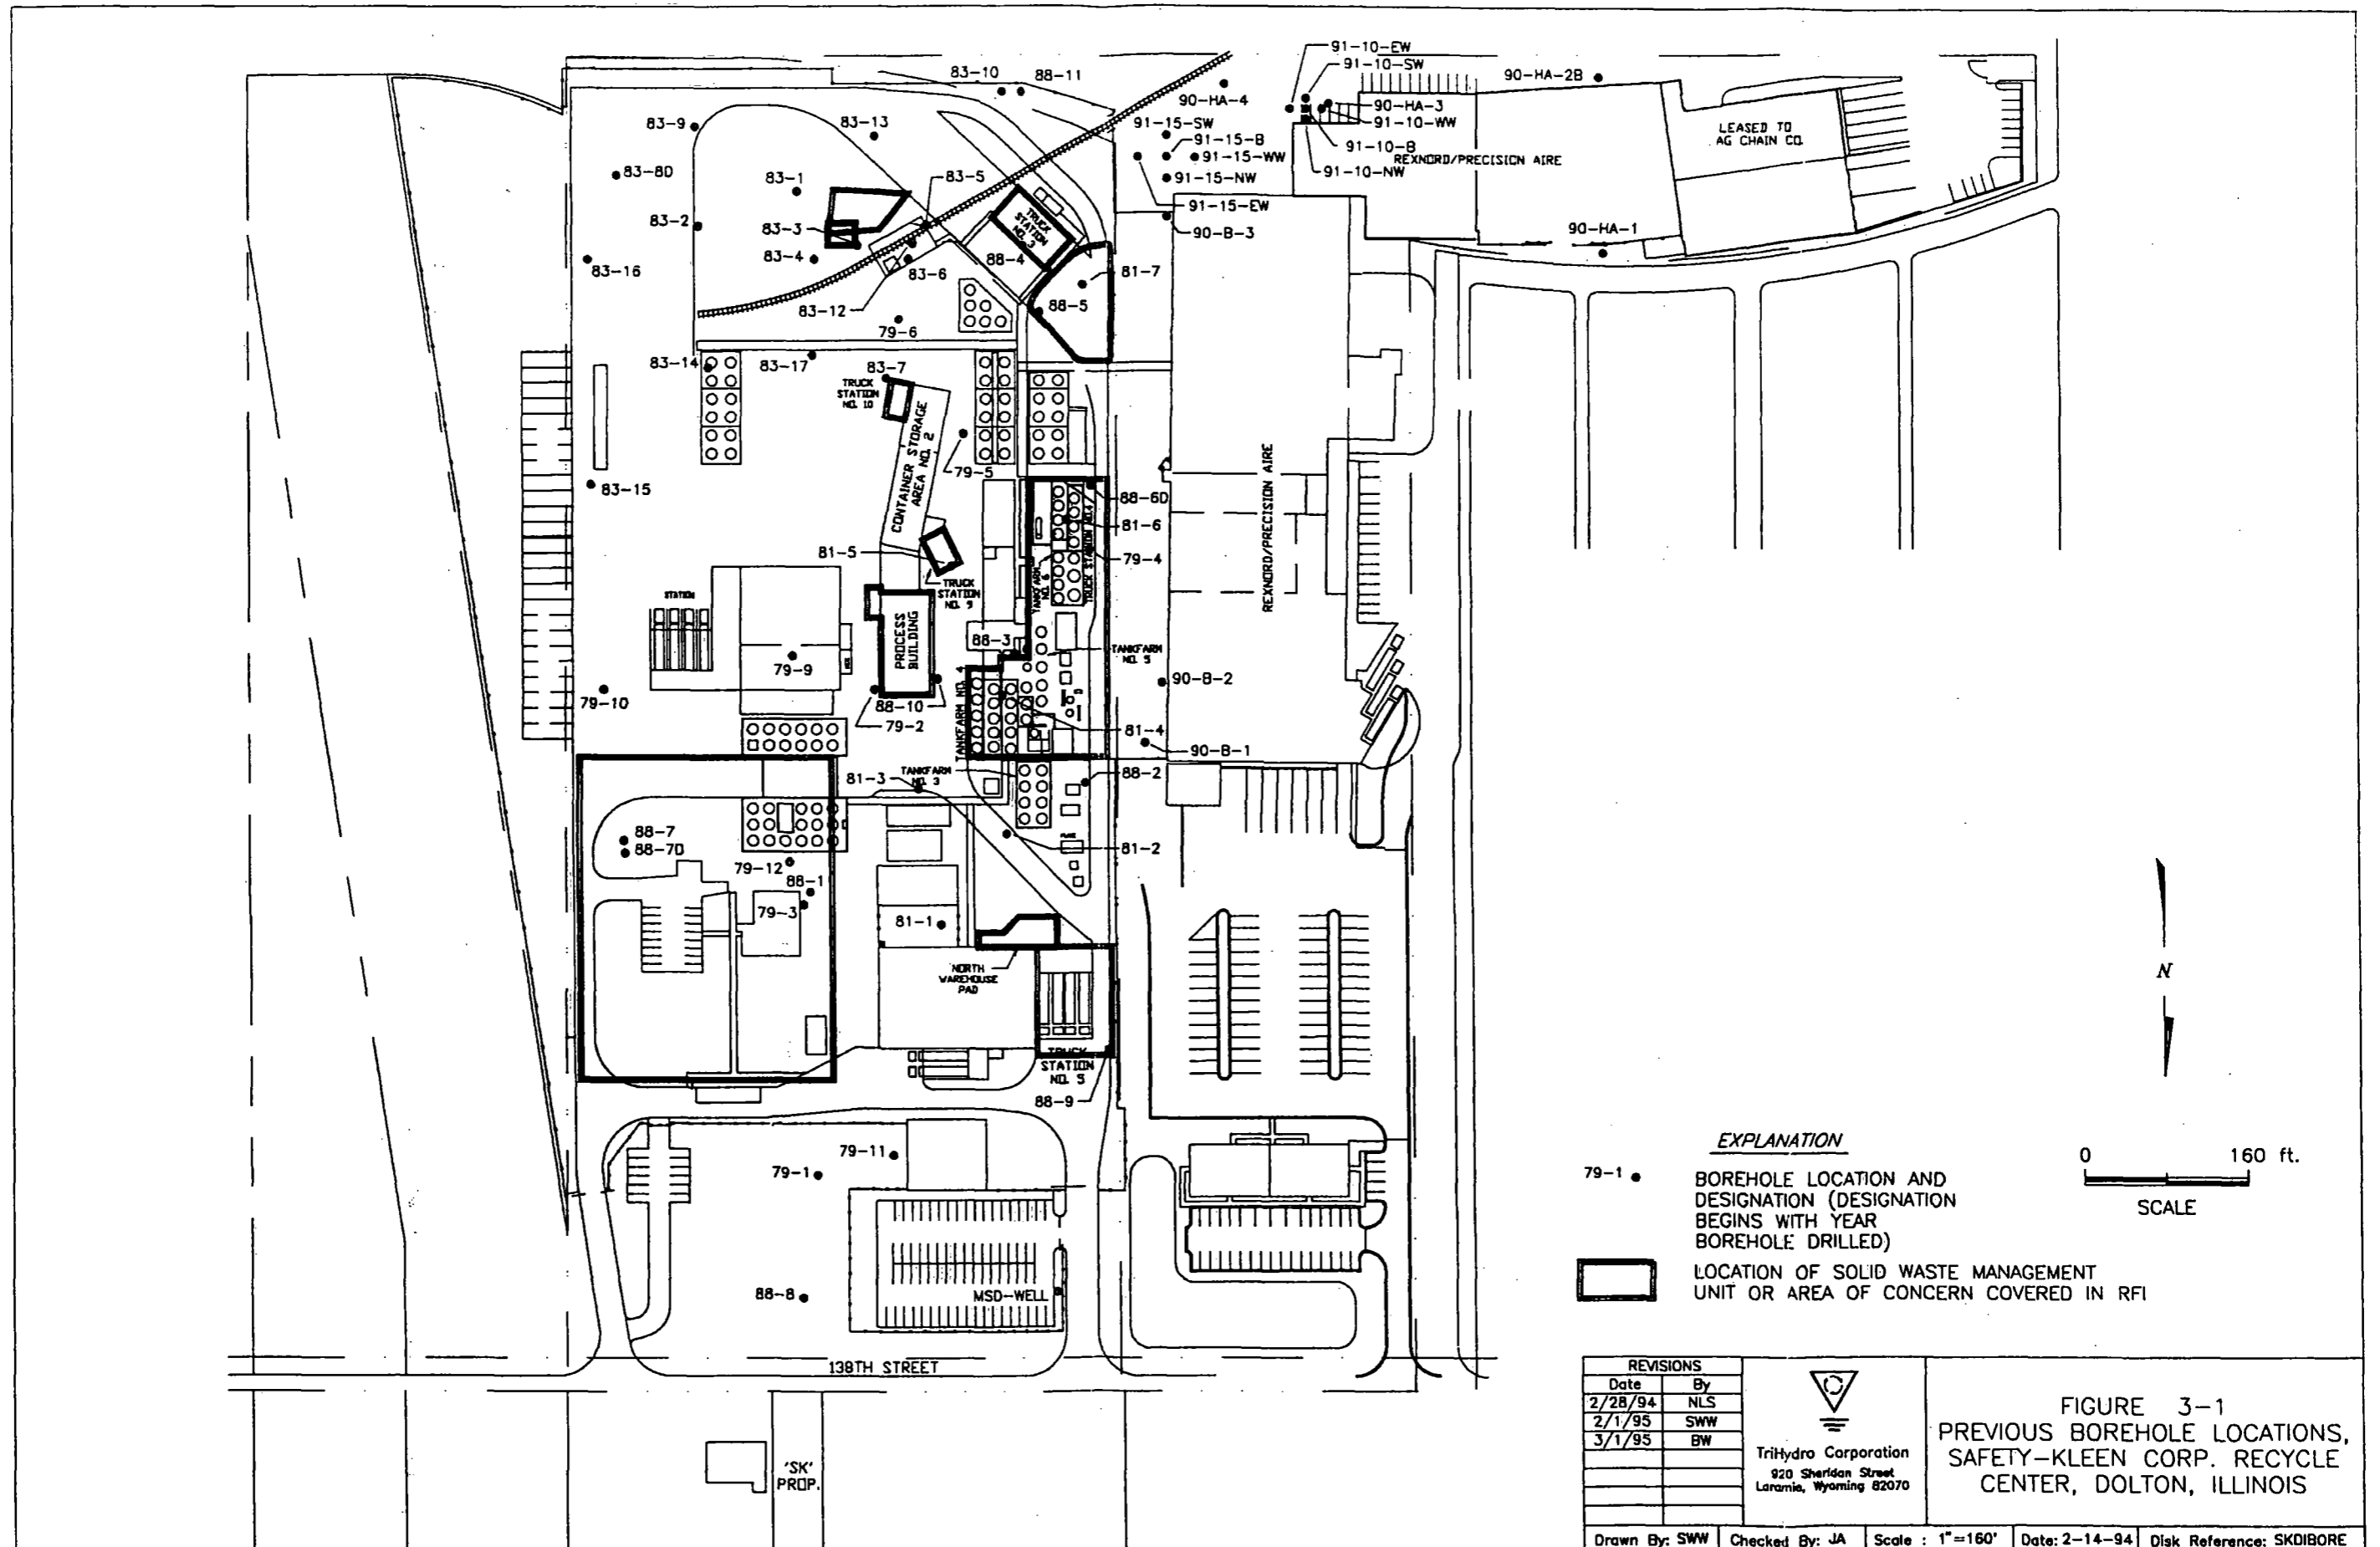 91-10-EW
91-10-SW
83-10
88-11
90-HA-2B
90-HA-4
90-HA-3
91-10-WW
83-9
83-13
91-15-SW
91-15-B
91-10-B
LEASED TO
AG CHAIN CO.
91-15-WW
REXNORD/PRECISION AIRE
91-10-NW
83-8D
83-1
83-5
91-15-NW
91-15-EW
TRUCK
STATION
NO. 3
83-2
83-3
90-B-3
90-HA-1
83-4
88-4
83-16
83-6
81-7
83-12
88-5
79-6
83-14
83-17
83-7
TRUCK
STATION
NO. 10
CONTAINER STORAGE
AREA NO. 2
79-5
83-15
88-6D
81-6
REXNORD/PRECISION AIRE
81-5
79-4
TANKFARM
NO. 6
TRUCK STATION NO.4
TRUCK
STATION
NO. 9
STATION
PROCESS
BUILDING
88-3
TANKFARM
NO. 5
79-9
TANKFARM NO. 4
90-B-2
79-10
88-10
79-2
81-4
90-B-1
81-3
TANKFARM
NO. 3
88-2
88-7
88-7D
81-2
79-12
88-1
79-3
81-1
NORTH
WAREHOUSE
PAD
N
TRUCK
STATION
NO. 5
88-9
79-11
79-1
88-8
MSD-WELL
138TH STREET
'SK'
PROP.
EXPLANATION
79-1
BOREHOLE LOCATION AND
DESIGNATION (DESIGNATION
BEGINS WITH YEAR
BOREHOLE DRILLED)
LOCATION OF SOLID WASTE MANAGEMENT
UNIT OR AREA OF CONCERN COVERED IN RFI
0 160 ft.
SCALE
REVISIONS
Date By
2/28/94 NLS
2/1/95 SWW
3/1/95 BW
TriHydro Corporation
920 Sheridan Street
Laramie, Wyoming 82070
FIGURE 3-1
PREVIOUS BOREHOLE LOCATIONS,
SAFETY-KLEEN CORP. RECYCLE
CENTER, DOLTON, ILLINOIS
Drawn By: SWW Checked By: JA Scale : 1"=160' Date: 2-14-94 Disk Reference: SKDIBORE